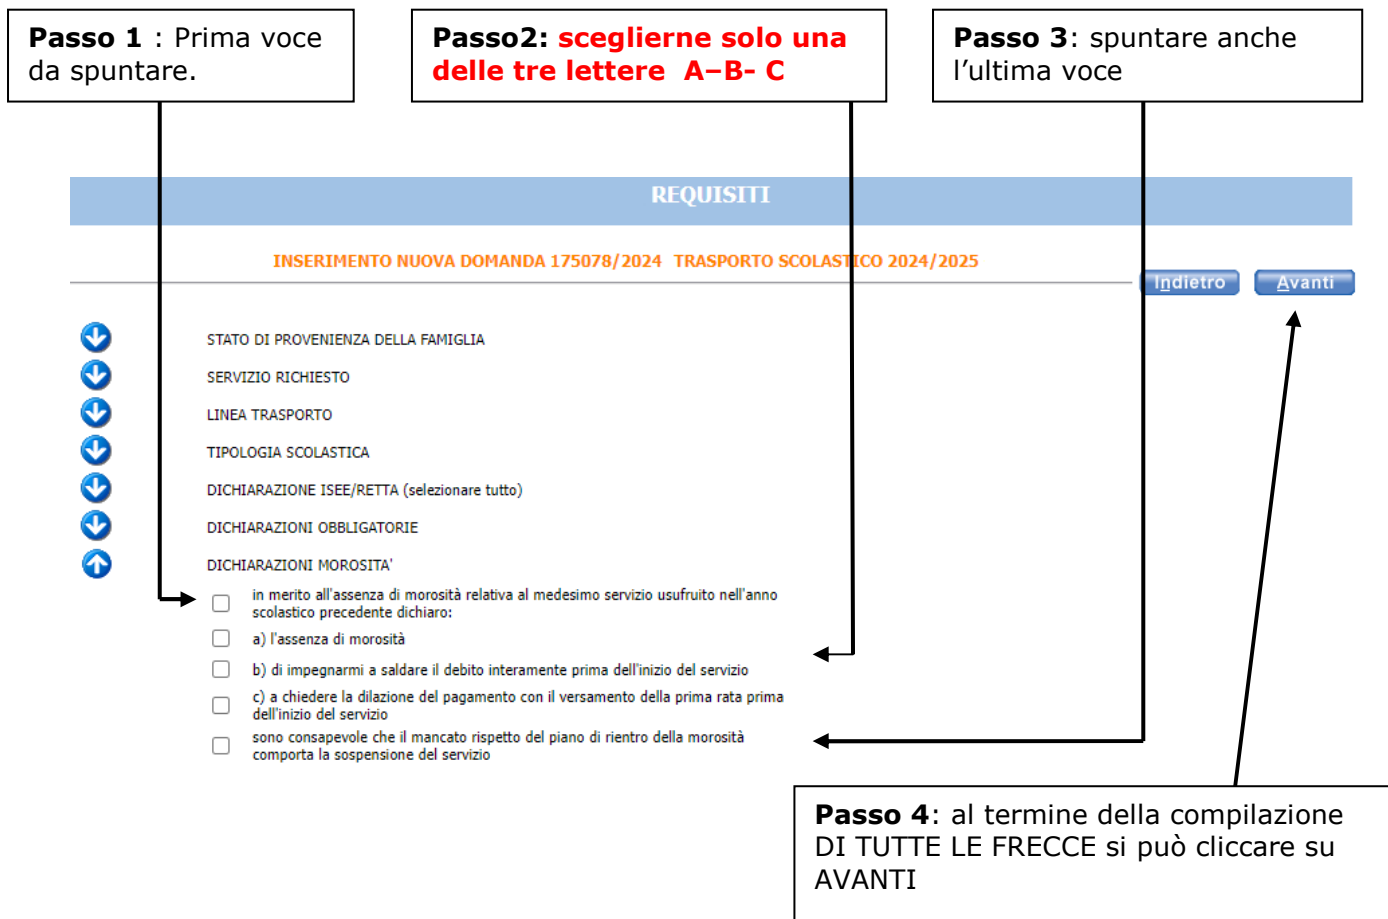 Passo 1 : Prima voce
da spuntare.
Passo2: sceglierne solo una
delle tre lettere A–B- C
Passo 3: spuntare anche
l’ultima voce
REQUISITI
INSERIMENTO NUOVA DOMANDA 175078/2024 TRASPORTO SCOLASTICO 2024/2025
Indietro
Avanti
STATO DI PROVENIENZA DELLA FAMIGLIA
SERVIZIO RICHIESTO
LINEA TRASPORTO
TIPOLOGIA SCOLASTICA
DICHIARAZIONE ISEE/RETTA (selezionare tutto)
DICHIARAZIONI OBBLIGATORIE
DICHIARAZIONI MOROSITA'
in merito all'assenza di morosità relativa al medesimo servizio usufruito nell'anno
scolastico precedente dichiaro:
a) l'assenza di morosità
b) di impegnarmi a saldare il debito interamente prima dell'inizio del servizio
c) a chiedere la dilazione del pagamento con il versamento della prima rata prima
dell'inizio del servizio
sono consapevole che il mancato rispetto del piano di rientro della morosità
comporta la sospensione del servizio
Passo 4: al termine della compilazione
DI TUTTE LE FRECCE si può cliccare su
AVANTI